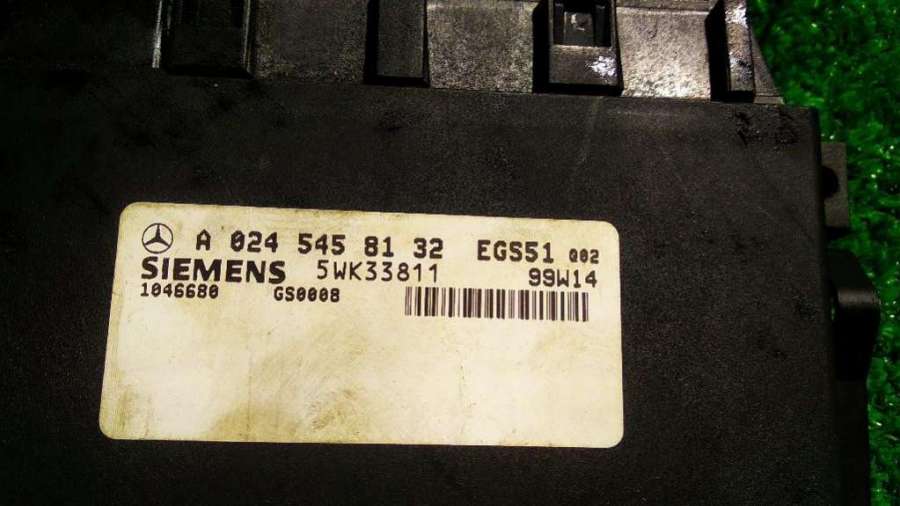 A 024 545 81 32 EGS51 Q02
SIEMENS 5WK33811 99W14
1046680 GS0008